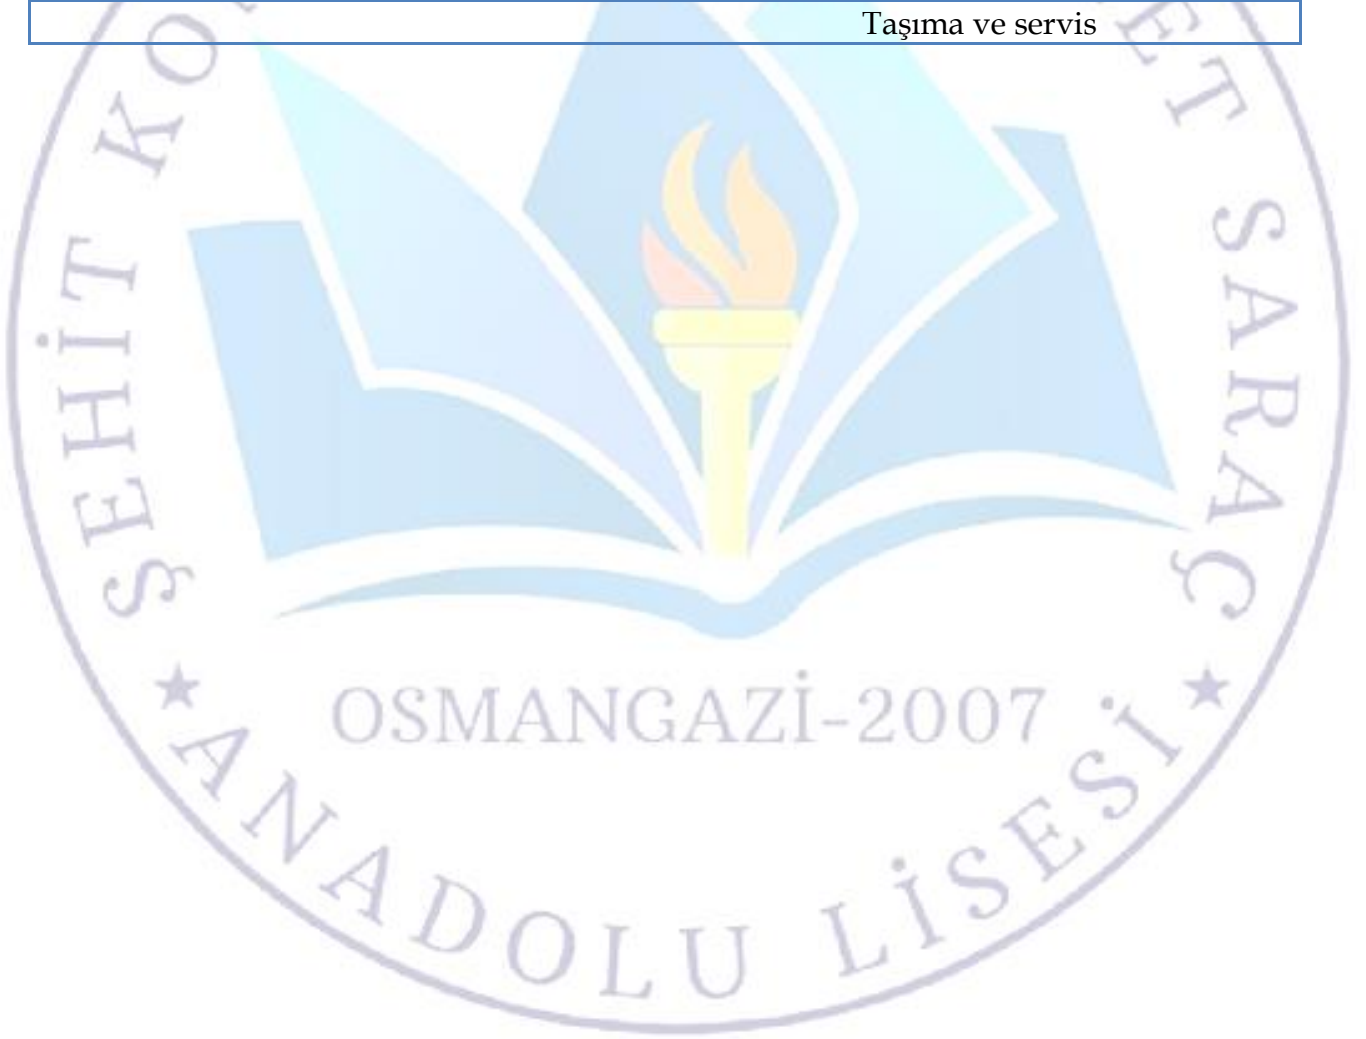 Taşıma ve servis
ŞEHİT KO
ET SARAÇ
OSMANGAZİ-2007
★ ANADOLU LİSESİ ★